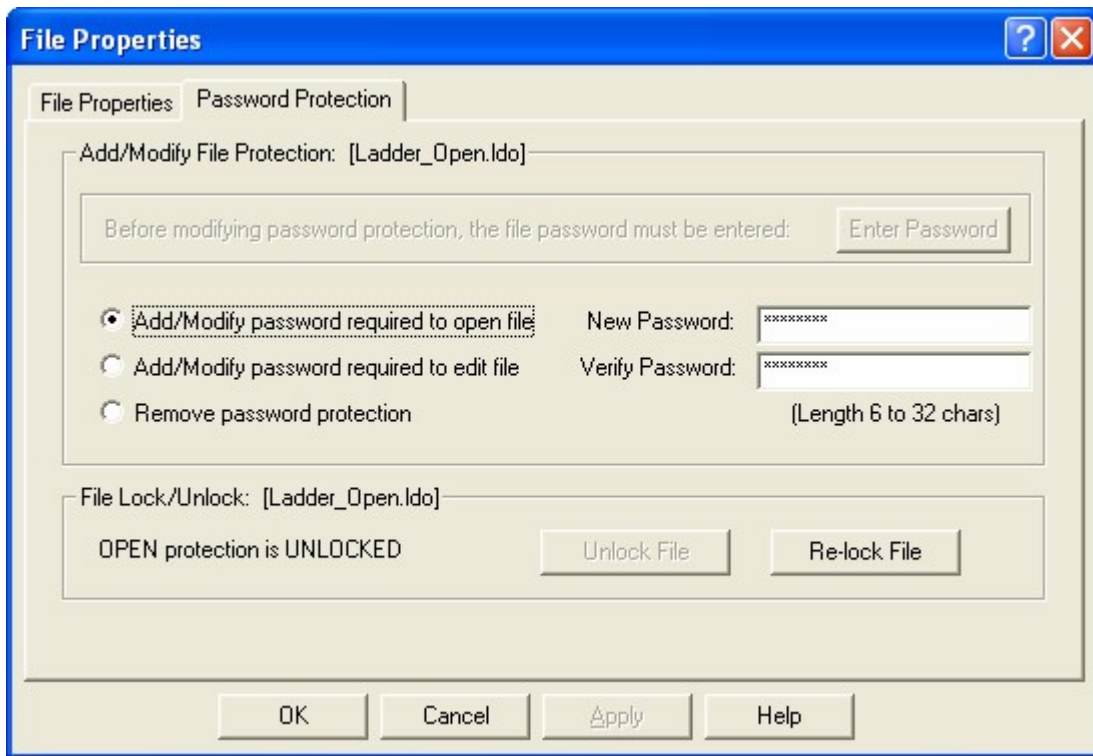 File Properties
File Properties Password Protection
Add/Modify File Protection: [Ladder_Open.ldo]
Before modifying password protection, the file password must be entered: Enter Password
Add/Modify password required to open file New Password: ********
Add/Modify password required to edit file Verify Password: ********
Remove password protection (Length 6 to 32 chars)
File Lock/Unlock: [Ladder_Open.ldo]
OPEN protection is UNLOCKED Unlock File Re-lock File
OK Cancel Apply Help